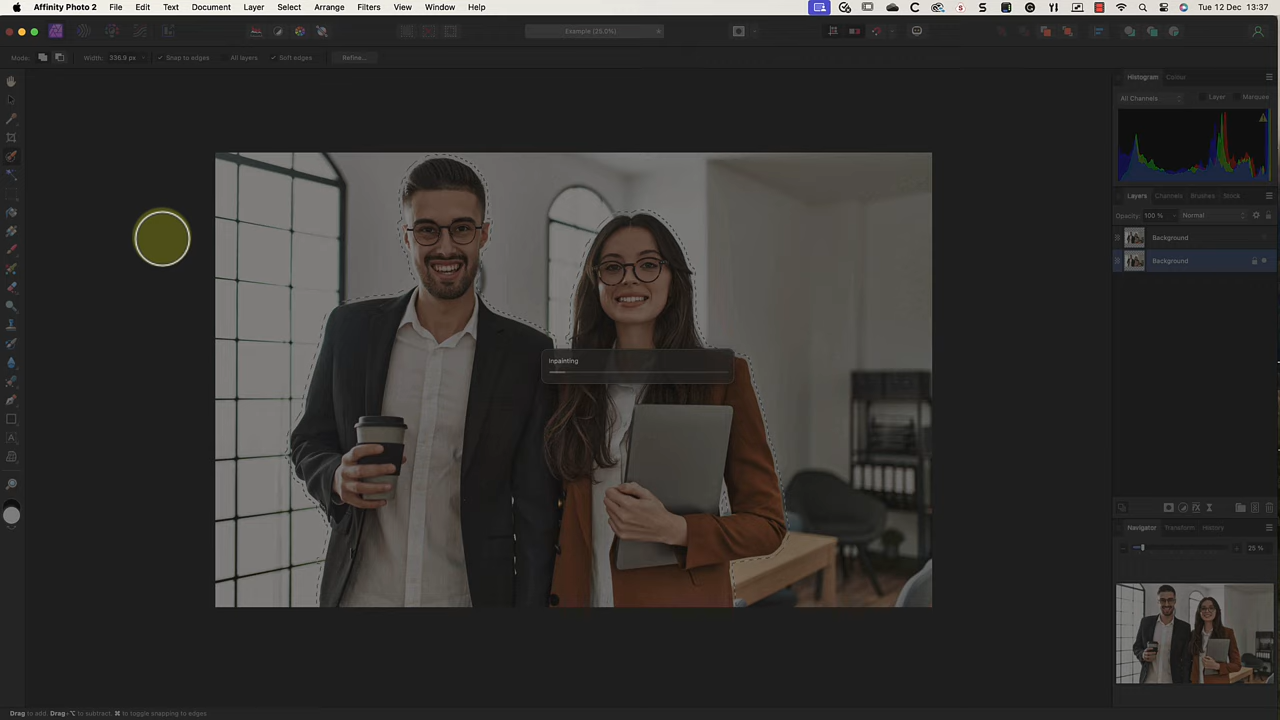 Affinity Photo 2 File Edit Text Document Layer Select Arrange Filters View Window Help Tue 12 Dec 13:37
Example (25.0%)
Mode: Width: 336.9 px Snap to edges All layers Soft edges Refine...
Histogram Colour
All Channels Layer Marquee
Layers Channels Brushes Stock
Opacity: 100 % Normal
Background
Background
Inpainting
Navigator Transform History
25 %
Drag to add. Drag+⌥ to subtract. ⌘ to toggle snapping to edges